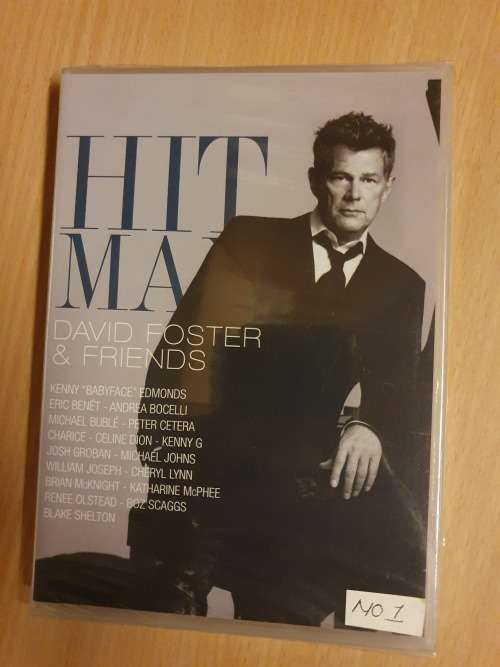 HIT
MA
DAVID FOSTER
& FRIENDS
KENNY "BABYFACE" EDMONDS
ERIC BENÉT - ANDREA BOCELLI
MICHAEL BUBLÉ - PETER CETERA
CHARICE - CÉLINE DION - KENNY G
JOSH GROBAN - MICHAEL JOHNS
WILLIAM JOSEPH - CHERYL LYNN
BRIAN McKNIGHT - KATHARINE McPHEE
RENEE OLSTEAD - BOZ SCAGGS
BLAKE SHELTON
NO 1